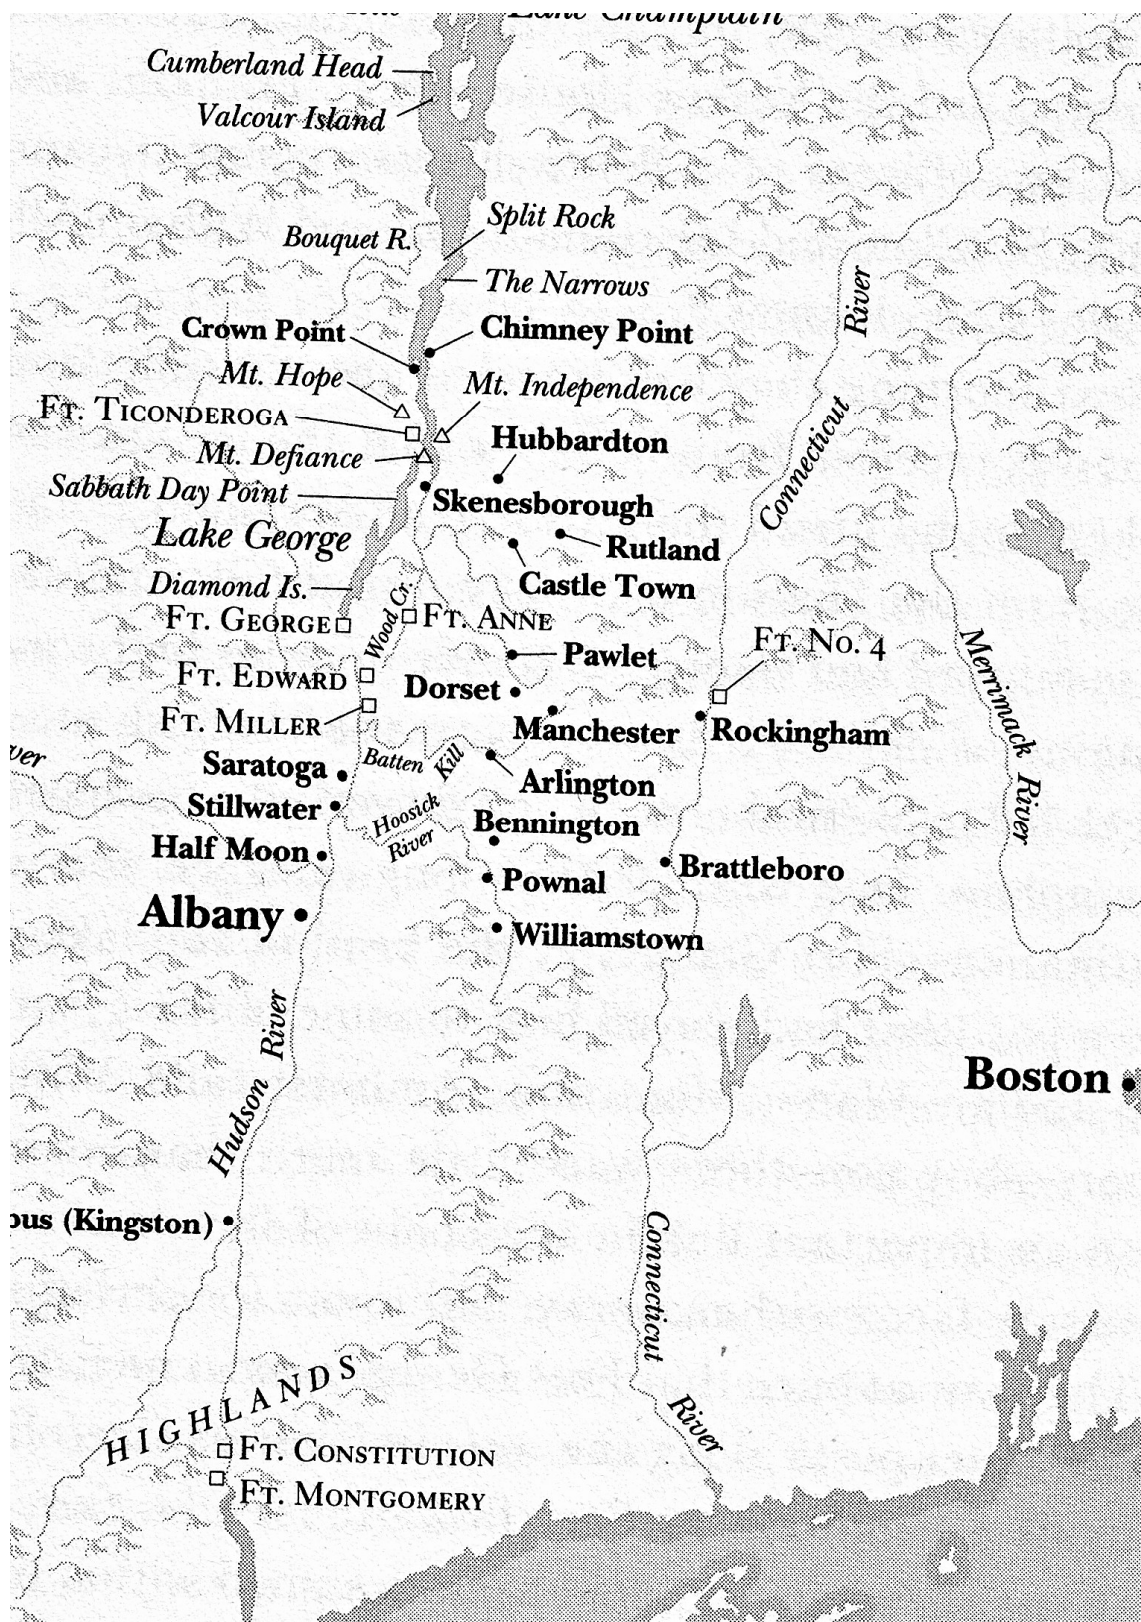 Lake Champlain
Cumberland Head
Valcour Island
Split Rock
Bouquet R.
The Narrows
River
Crown Point
Chimney Point
Mt. Hope
Mt. Independence
FT. TICONDEROGA
Connecticut
Hubbardton
Mt. Defiance
Sabbath Day Point
Skenesborough
Lake George
Rutland
Diamond Is.
Castle Town
Wood Cr.
FT. GEORGE
FT. ANNE
FT. NO. 4
Merrimack
River
Pawlet
FT. EDWARD
Dorset
FT. MILLER
Manchester
Rockingham
Batten
Kill
Saratoga
Arlington
Stillwater
Hoosick
River
Bennington
Half Moon
Brattleboro
Pownal
Albany
Williamstown
Hudson River
Boston
(Kingston)
Connecticut
River
HIGHLANDS
FT. CONSTITUTION
FT. MONTGOMERY